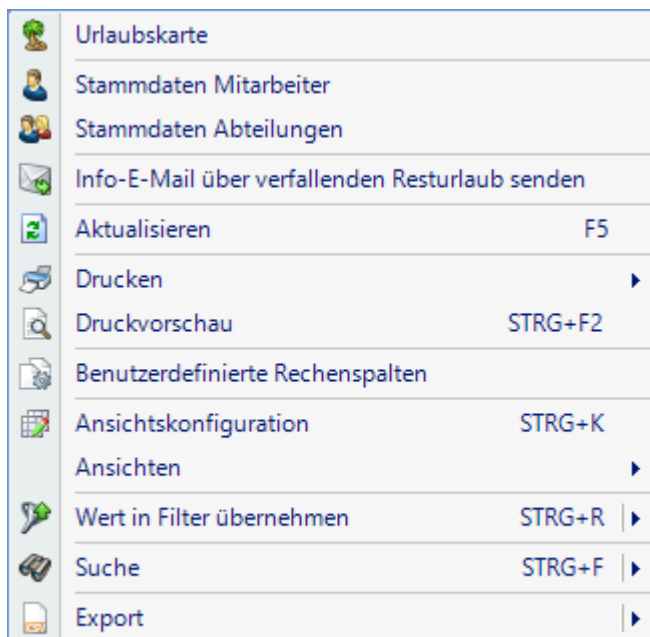 Urlaubskarte
Stammdaten Mitarbeiter
Stammdaten Abteilungen
Info-E-Mail über verfallenden Resturlaub senden
Aktualisieren F5
Drucken
Druckvorschau STRG+F2
Benutzerdefinierte Rechenspalten
Ansichtskonfiguration STRG+K
Ansichten
Wert in Filter übernehmen STRG+R
Suche STRG+F
Export